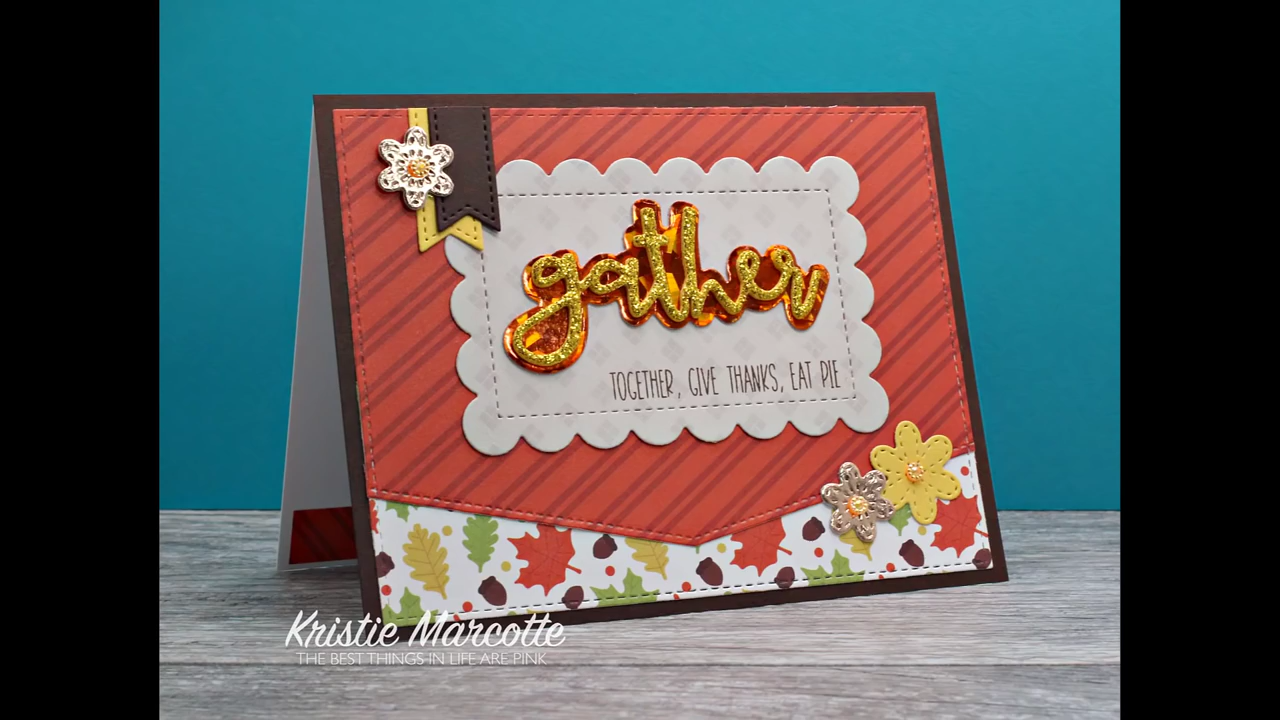 gather
TOGETHER, GIVE THANKS, EAT PIE
Kristie Marcotte
THE BEST THINGS IN LIFE ARE PINK